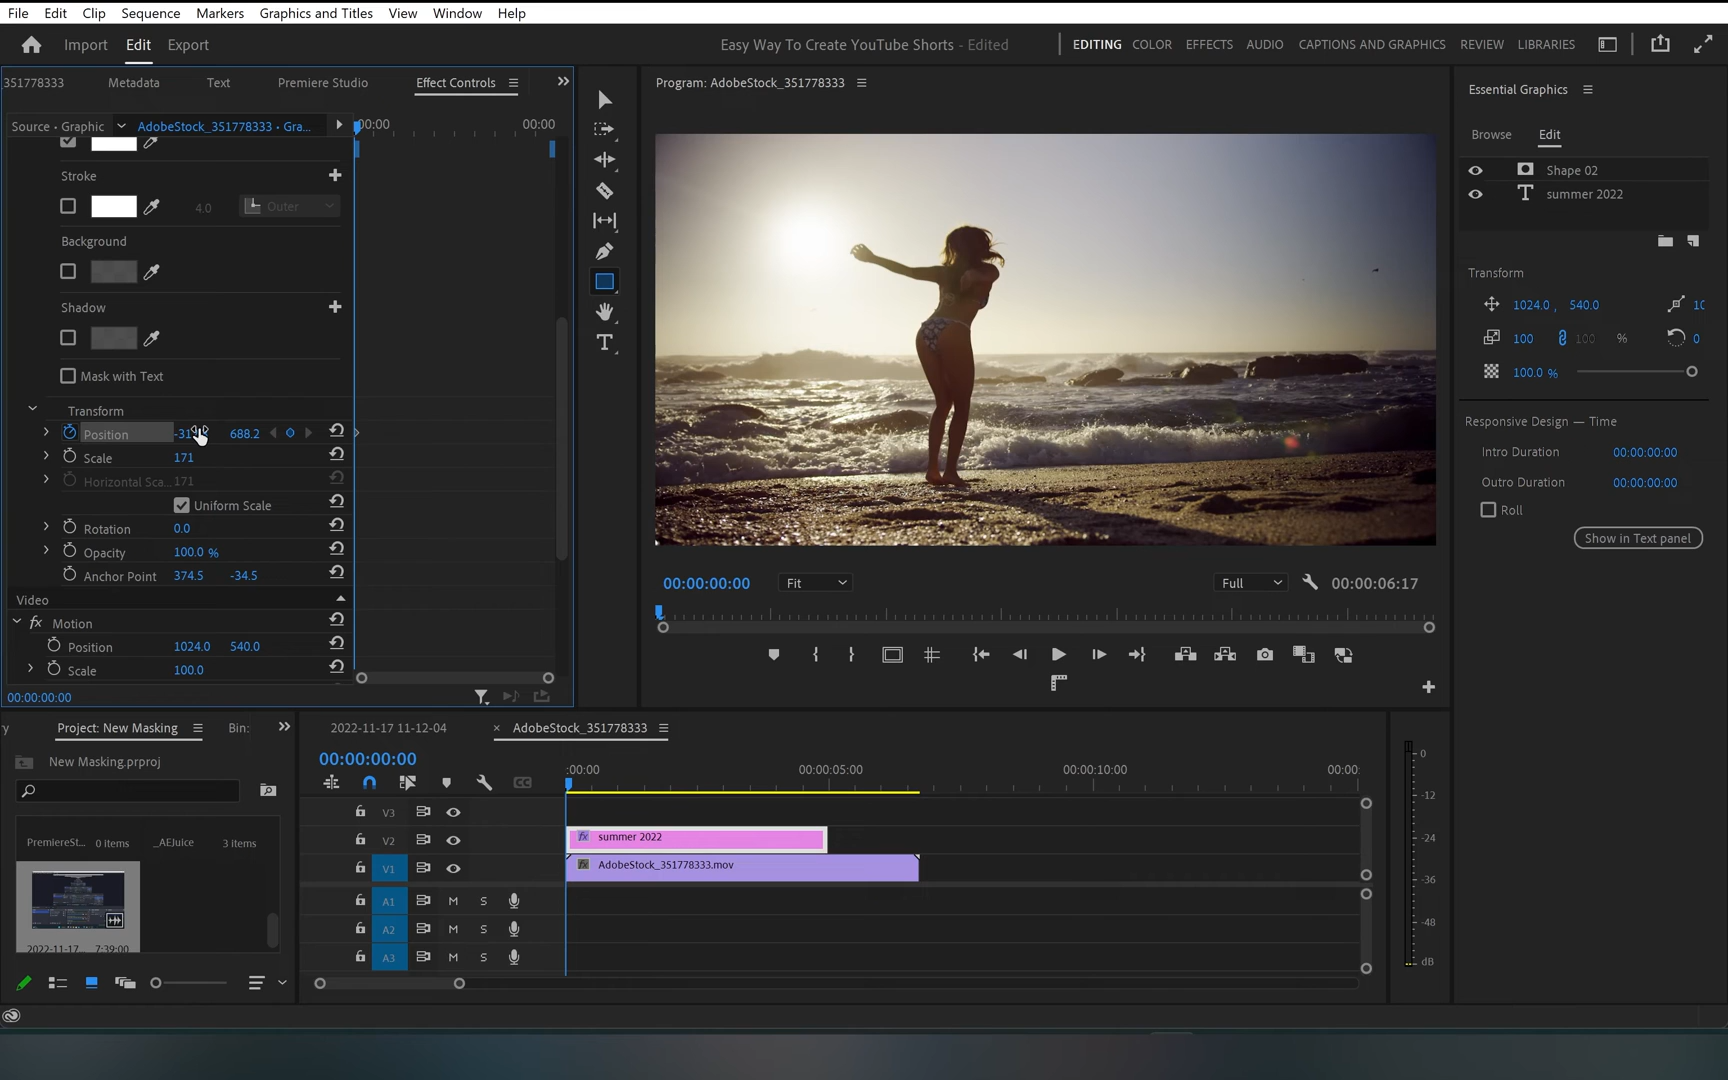 File Edit Clip Sequence Markers Graphics and Titles View Window Help
Import Edit Export
Easy Way To Create YouTube Shorts - Edited
EDITING COLOR EFFECTS AUDIO CAPTIONS AND GRAPHICS REVIEW LIBRARIES
351778333 Metadata Text Premiere Studio Effect Controls
Source • Graphic AdobeStock_351778333 • Gra...
:00:00 00:00
Stroke
4.0 Outer
Background
Shadow
Mask with Text
Transform
Position 688.2
Scale 171
Horizontal Sca... 171
Uniform Scale
Rotation 0.0
Opacity 100.0 %
Anchor Point 374.5 -34.5
Video
fx Motion
Position 1024.0 540.0
Scale 100.0
00:00:00:00
Program: AdobeStock_351778333
00:00:00:00 Fit Full 00:00:06:17
Essential Graphics
Browse Edit
Shape 02
summer 2022
Transform
1024.0 , 540.0 10
100 100 % 0
100.0 %
Responsive Design — Time
Intro Duration 00:00:00:00
Outro Duration 00:00:00:00
Roll
Show in Text panel
y Project: New Masking Bin:
New Masking.prproj
PremiereSt... 0 items _AEJuice 3 items
2022-11-17... 7:39:00
2022-11-17 11-12-04 × AdobeStock_351778333
00:00:00:00
:00:00 00:00:05:00 00:00:10:00 00:00:
V3
V2 fx summer 2022
V1 fx AdobeStock_351778333.mov
A1 M S
A2 M S
A3 M S
0
-12
-24
-36
-48
dB